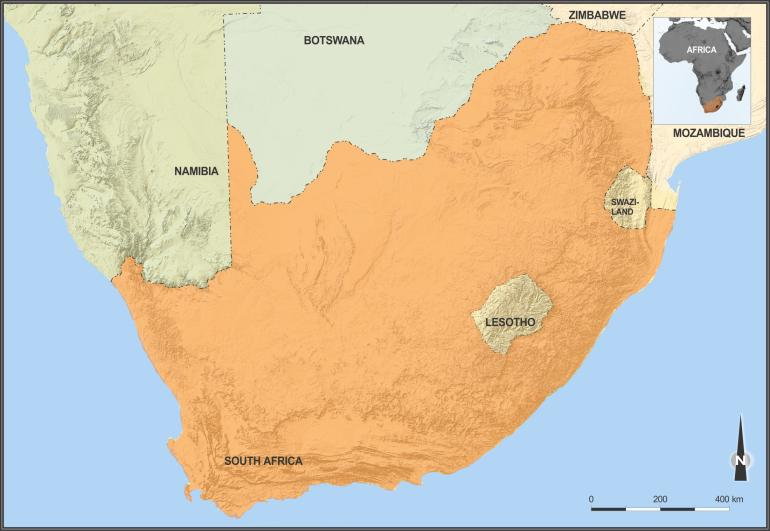 ZIMBABWE
BOTSWANA
AFRICA
MOZAMBIQUE
NAMIBIA
SWAZI-
LAND
LESOTHO
SOUTH AFRICA
N
0 200 400 km